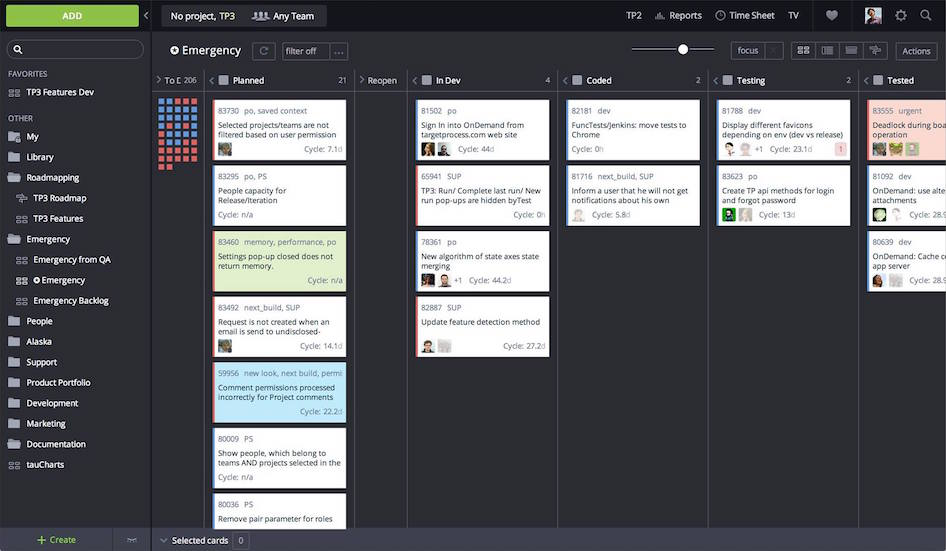 ADD
No project, TP3
Any Team
TP2
Reports
Time Sheet
TV
Emergency
filter off
...
focus
x
Actions
FAVORITES
TP3 Features Dev
OTHER
My
Library
Roadmapping
TP3 Roadmap
TP3 Features
Emergency
Emergency from QA
Emergency
Emergency Backlog
People
Alaska
Support
Product Portfolio
Development
Marketing
Documentation
tauCharts
Create
To D 206
Planned 21
83730 po, saved context
Selected projects/teams are not
filtered based on user permission
Cycle: 7.1d
83295 po, PS
People capacity for
Release/Iteration
Cycle: n/a
83460 memory, performance, po
Settings pop-up closed does not
return memory.
Cycle: n/a
83492 next_build, SUP
Request is not created when an
email is send to undisclosed-
Cycle: 14.1d
59956 new look, next build, permi
Comment permissions processed
incorrectly for Project comments
Cycle: 22.2d
80009 PS
Show people, which belong to
teams AND projects selected in the
Cycle: n/a
80036 PS
Remove pair parameter for roles
Reopen
In Dev 4
81502 po
Sign In into OnDemand from
targetprocess.com web site
Cycle: 44d
65941 SUP
TP3: Run/ Complete last run/ New
run pop-ups are hidden byTest
Cycle: 0h
78361 po
New algorithm of state axes state
merging
+1 Cycle: 44.2d
82887 SUP
Update feature detection method
Cycle: 27.2d
Coded 2
82181 dev
FuncTests/Jenkins: move tests to
Chrome
Cycle: 0h
81716 next_build, SUP
Inform a user that he will not get
notifications about his own
Cycle: 5.8d
Testing 2
81788 dev
Display different favicons
depending on env (dev vs release)
+1 Cycle: 23.1d 1
83623 po
Create TP api methods for login
and forgot password
Cycle: 13d
Tested
83555 urgent
Deadlock during boa
operation
81092 dev
OnDemand: use alte
attachments
Cycle: 28.9
80639 dev
OnDemand: Cache c
app server
Cycle: 28.9
Selected cards 0